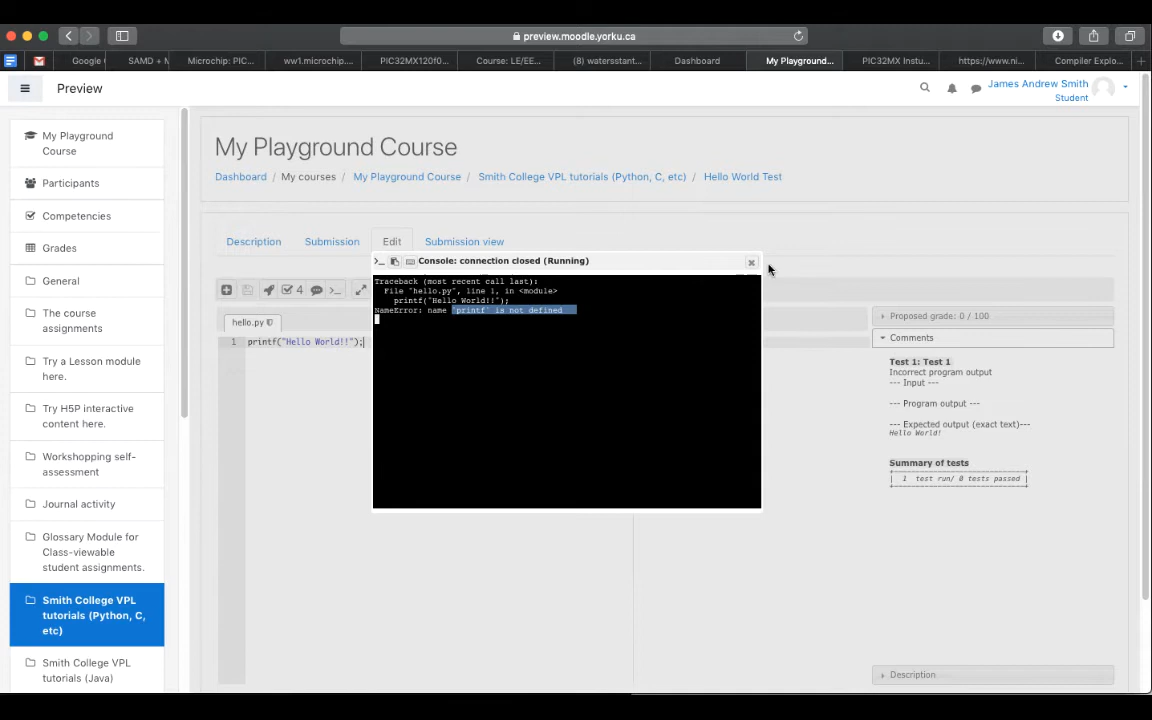 preview.moodle.yorku.ca
Google (
SAMD + M
Microchip: PIC...
ww1.microchip....
PIC32MX120f0...
Course: LE/EE...
(8) watersstant...
Dashboard
My Playground...
PIC32MX Instu...
https://www.ni...
Compiler Explo...
Preview
James Andrew Smith
Student
My Playground
Course
Participants
Competencies
Grades
General
The course
assignments
Try a Lesson module
here.
Try H5P interactive
content here.
Workshopping self-
assessment
Journal activity
Glossary Module for
Class-viewable
student assignments.
Smith College VPL
tutorials (Python, C,
etc)
Smith College VPL
tutorials (Java)
My Playground Course
Dashboard / My courses / My Playground Course / Smith College VPL tutorials (Python, C, etc) / Hello World Test
Description
Submission
Edit
Submission view
4
hello.py
1 printf("Hello World!!");
Console: connection closed (Running)
Traceback (most recent call last):
File "hello.py", line 1, in <module>
printf("Hello World!!");
NameError: name 'printf' is not defined
Proposed grade: 0 / 100
Comments
Test 1: Test 1
Incorrect program output
--- Input ---
--- Program output ---
--- Expected output (exact text)---
Hello World!
Summary of tests
| 1 test run/ 0 tests passed |
Description